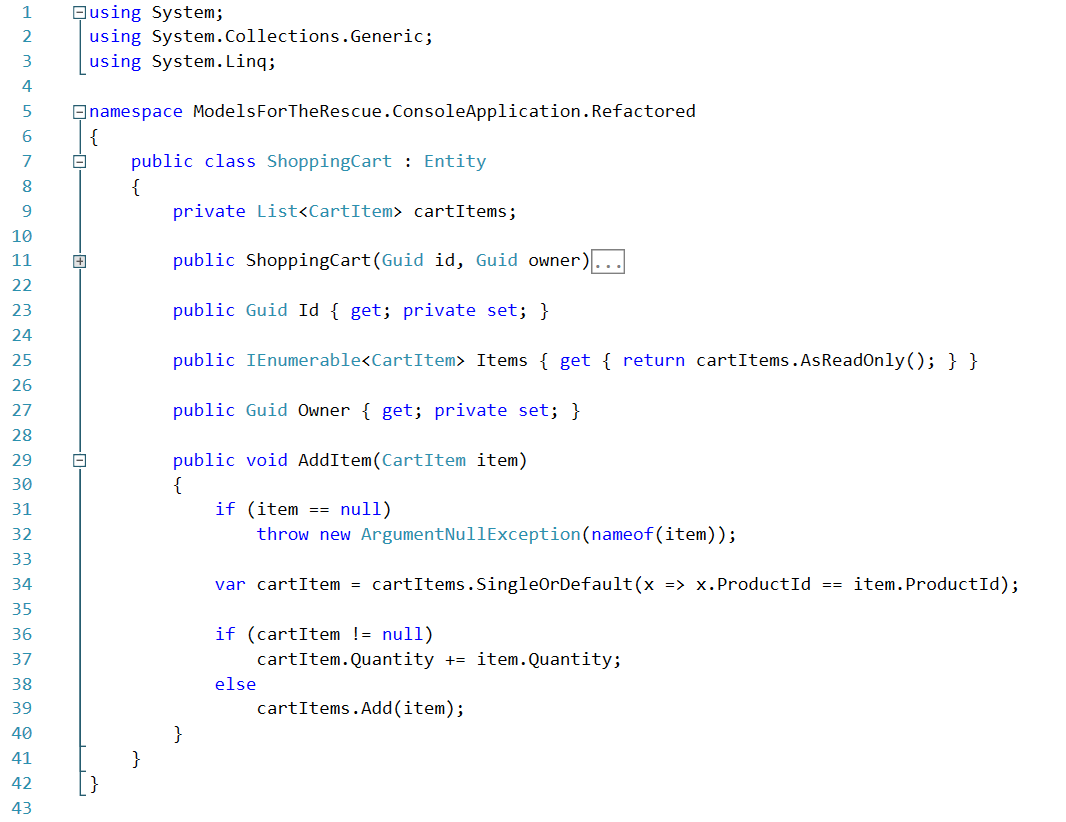 1 using System;
2 using System.Collections.Generic;
3 using System.Linq;
4
5 namespace ModelsForTheRescue.ConsoleApplication.Refactored
6 {
7     public class ShoppingCart : Entity
8     {
9         private List<CartItem> cartItems;
10
11         public ShoppingCart(Guid id, Guid owner)...
22
23         public Guid Id { get; private set; }
24
25         public IEnumerable<CartItem> Items { get { return cartItems.AsReadOnly(); } }
26
27         public Guid Owner { get; private set; }
28
29         public void AddItem(CartItem item)
30         {
31             if (item == null)
32                 throw new ArgumentNullException(nameof(item));
33
34             var cartItem = cartItems.SingleOrDefault(x => x.ProductId == item.ProductId);
35
36             if (cartItem != null)
37                 cartItem.Quantity += item.Quantity;
38             else
39                 cartItems.Add(item);
40         }
41     }
42 }
43